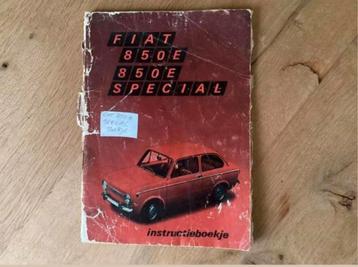 FIAT
850E
850E
SPECIAL
instructieboekje